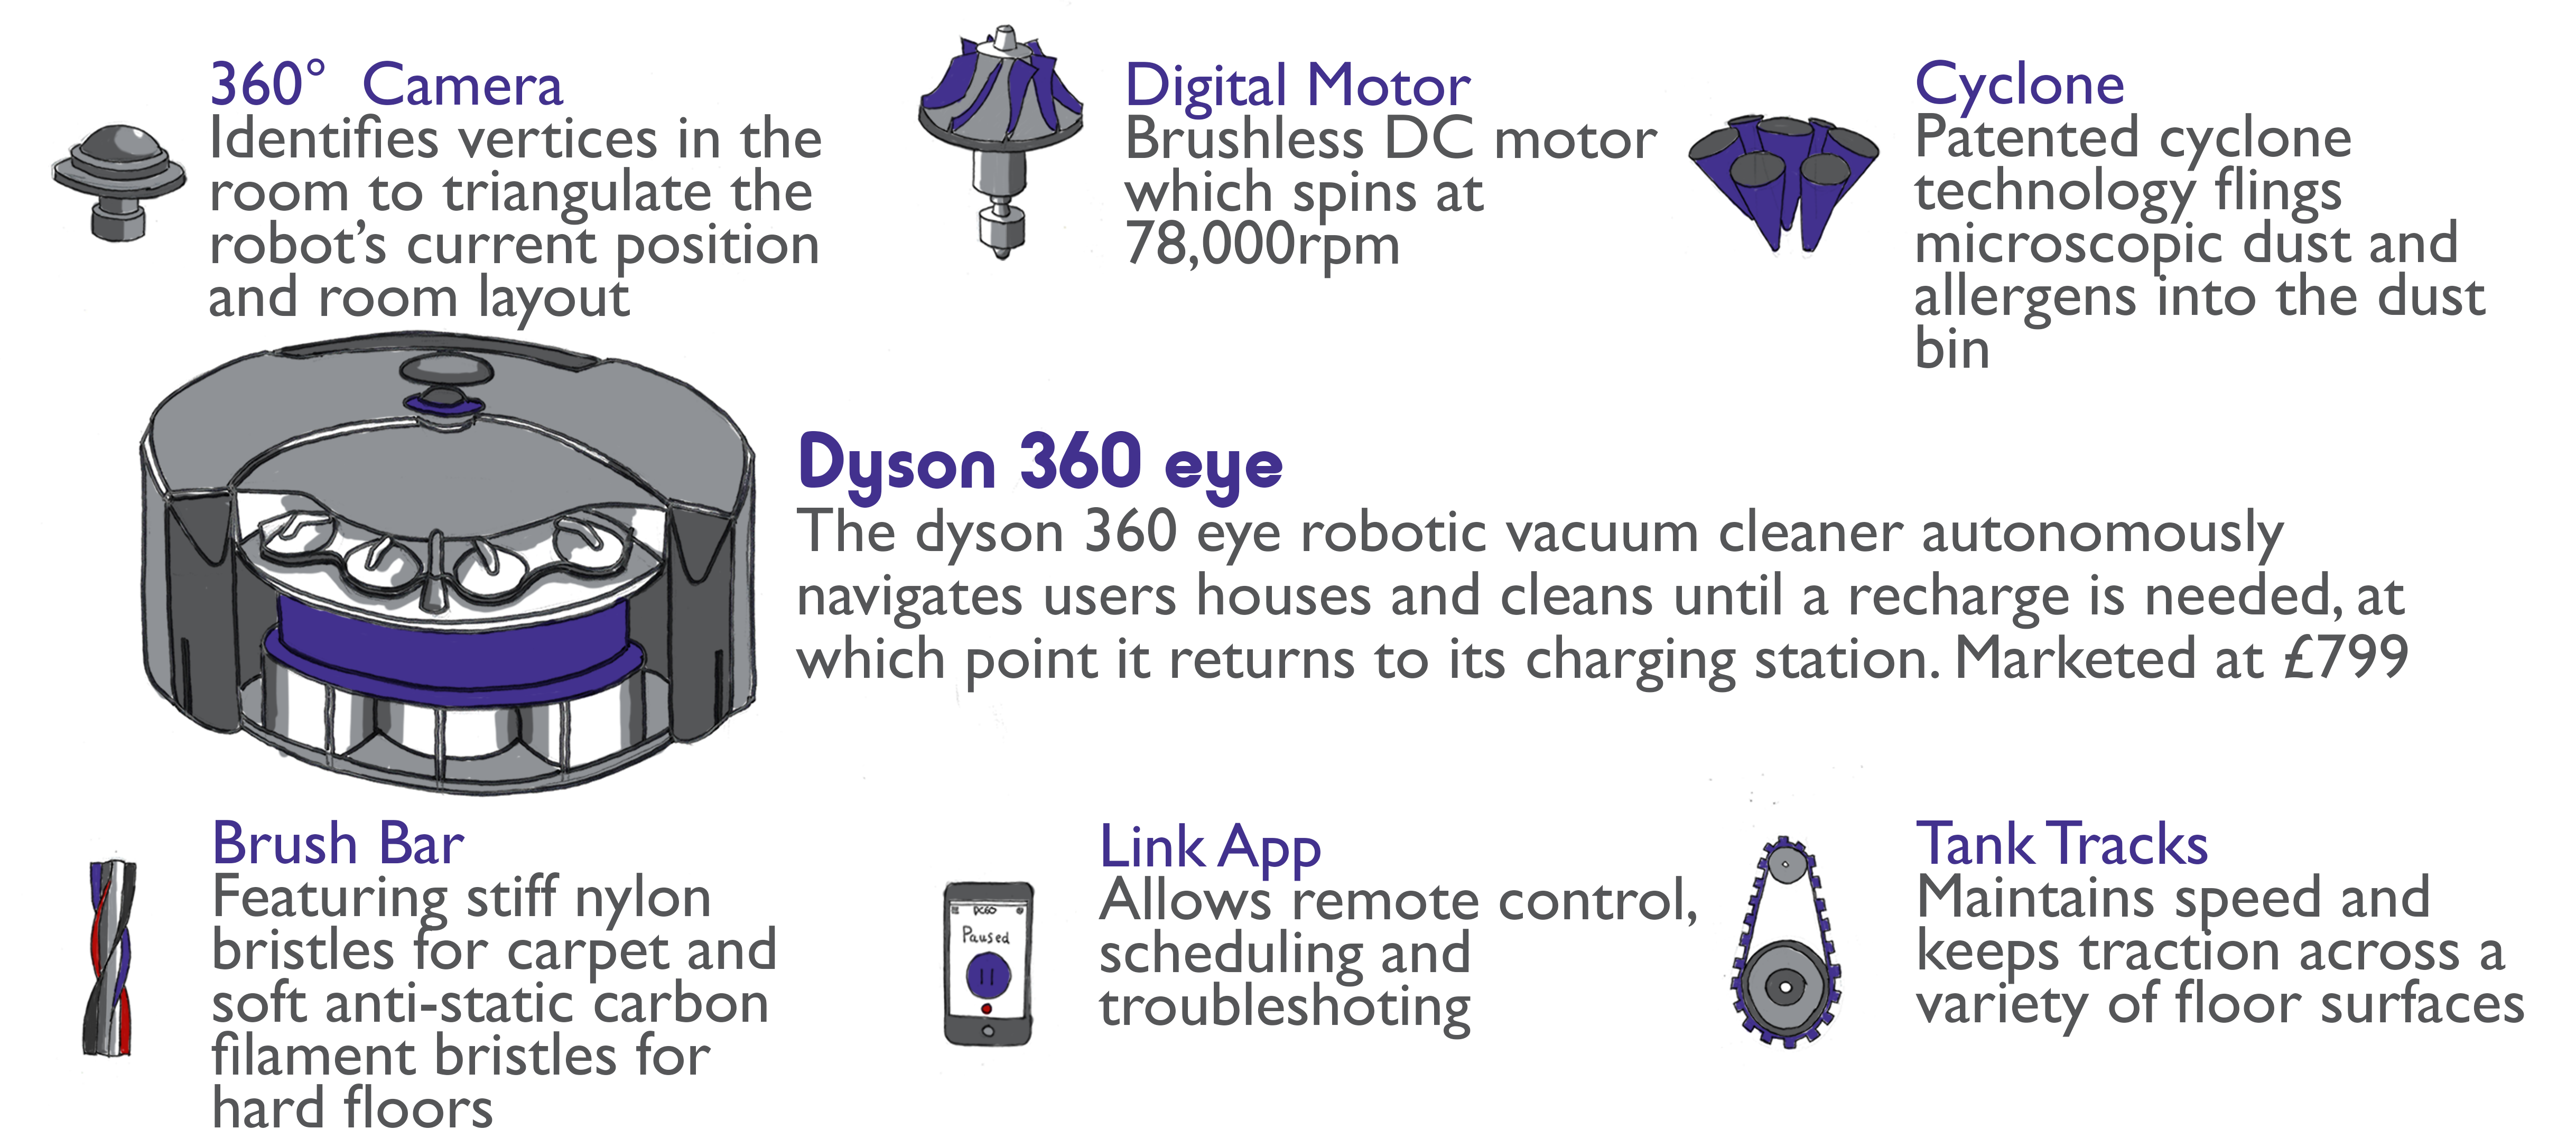 360° Camera
Identifies vertices in the
room to triangulate the
robot's current position
and room layout
Digital Motor
Brushless DC motor
which spins at
78,000rpm
Cyclone
Patented cyclone
technology flings
microscopic dust and
allergens into the dust
bin
Dyson 360 eye
The dyson 360 eye robotic vacuum cleaner autonomously
navigates users houses and cleans until a recharge is needed, at
which point it returns to its charging station. Marketed at £799
Brush Bar
Featuring stiff nylon
bristles for carpet and
soft anti-static carbon
filament bristles for
hard floors
DC60
Paused
Link App
Allows remote control,
scheduling and
troubleshoting
Tank Tracks
Maintains speed and
keeps traction across a
variety of floor surfaces